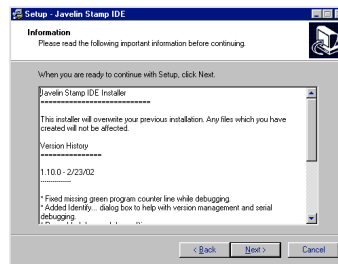 Setup - Javelin Stamp IDE
Information
Please read the following important information before continuing.
When you are ready to continue with Setup, click Next.
Javelin Stamp IDE Installer
===========================
This installer will overwrite your previous installation. Any files which you have
created will not be affected.
Version History
===============
1.10.0 - 2/23/02
--------------
* Fixed missing green program counter line while debugging.
* Added Identify... dialog box to help with version management and serial
debugging.
< Back
Next >
Cancel